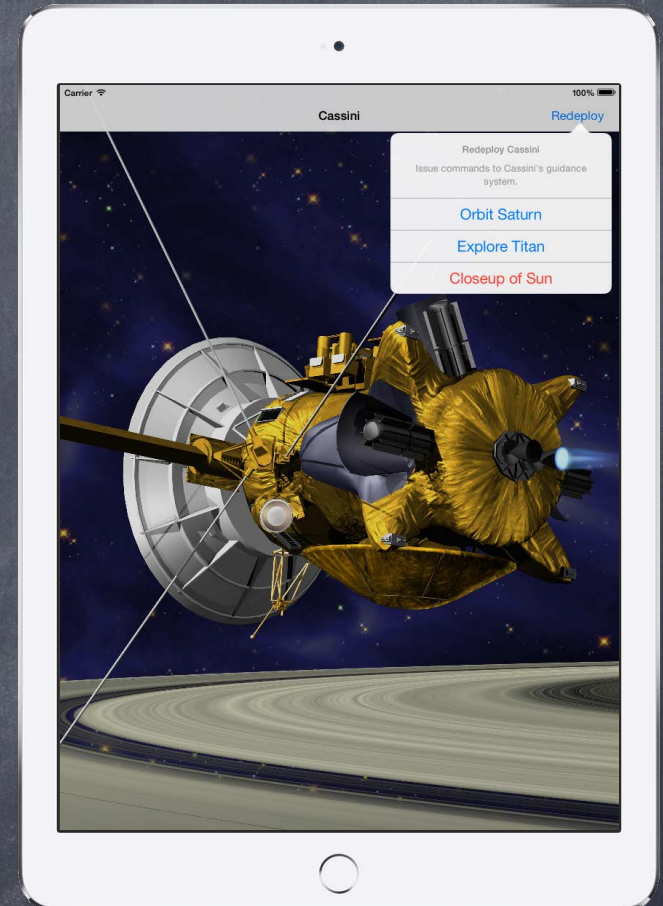 Carrier
100%
Cassini
Redeploy
Redeploy Cassini
Issue commands to Cassini's guidance
system.
Orbit Saturn
Explore Titan
Closeup of Sun